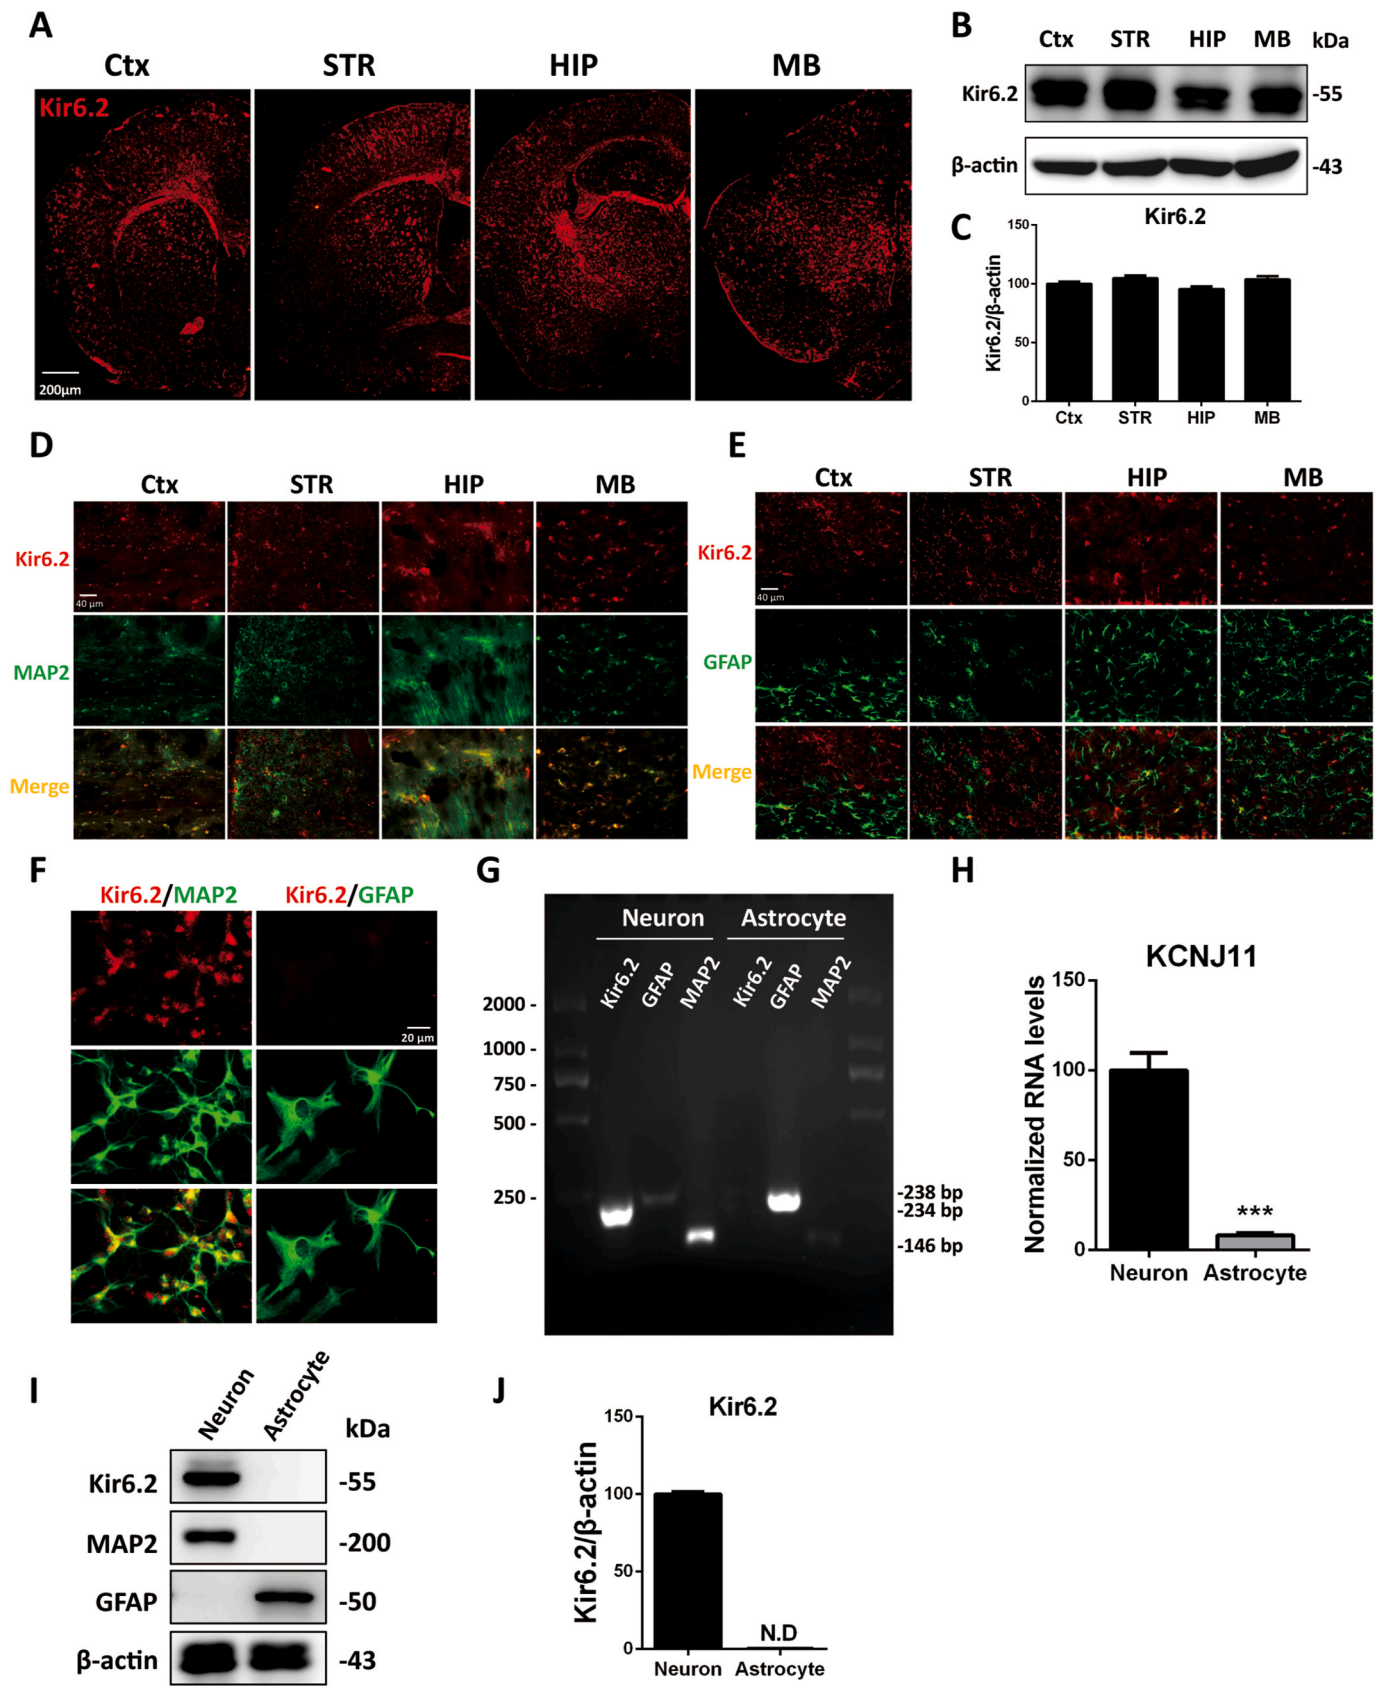 A
Ctx STR HIP MB
Kir6.2
200μm
B
Ctx STR HIP MB kDa
Kir6.2 -55
β-actin -43
C
Kir6.2
Kir6.2/β-actin
150
100
50
0
Ctx STR HIP MB
D
Ctx STR HIP MB
Kir6.2
40 μm
MAP2
Merge
E
Ctx STR HIP MB
Kir6.2
40 μm
GFAP
Merge
F
Kir6.2/MAP2 Kir6.2/GFAP
20 μm
G
Neuron Astrocyte
Kir6.2 GFAP MAP2 Kir6.2 GFAP MAP2
2000 -
1000 -
750 -
500 -
250 -
-238 bp
-234 bp
-146 bp
H
KCNJ11
Normalized RNA levels
150
100
50
0
***
Neuron Astrocyte
I
Neuron Astrocyte kDa
Kir6.2 -55
MAP2 -200
GFAP -50
β-actin -43
J
Kir6.2
Kir6.2/β-actin
150
100
50
0
N.D
Neuron Astrocyte